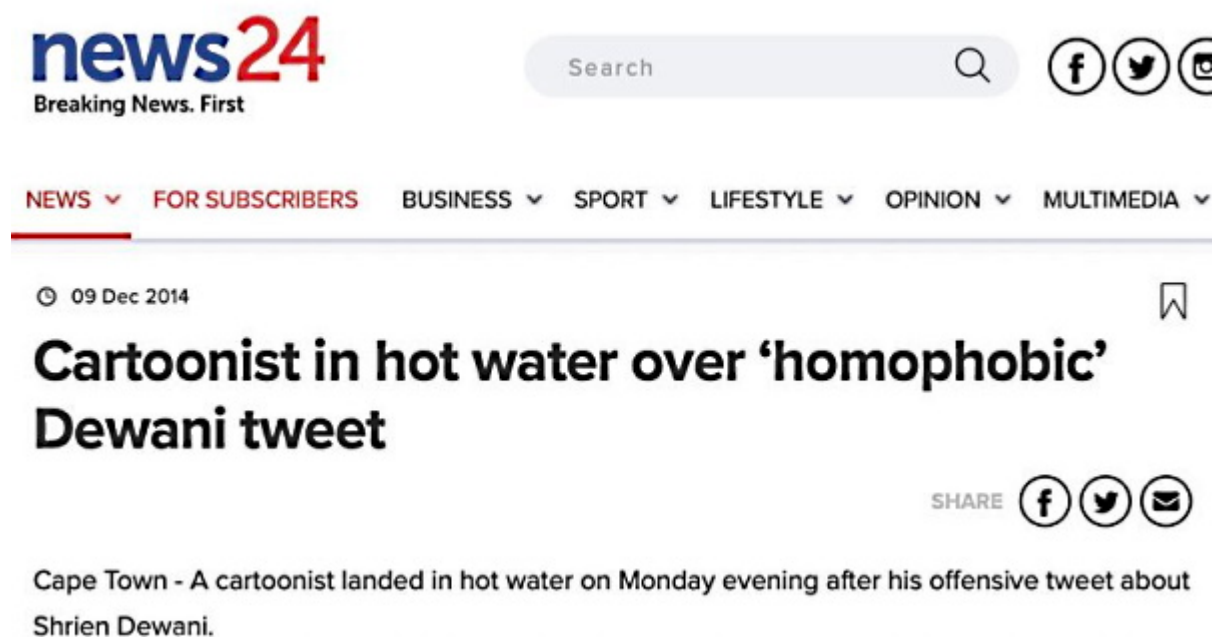 news24
Breaking News. First
Search
NEWS FOR SUBSCRIBERS BUSINESS SPORT LIFESTYLE OPINION MULTIMEDIA
09 Dec 2014
Cartoonist in hot water over ‘homophobic’
Dewani tweet
SHARE
Cape Town - A cartoonist landed in hot water on Monday evening after his offensive tweet about
Shrien Dewani.